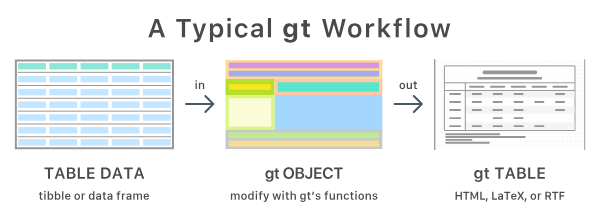 A Typical gt Workflow
in
out
TABLE DATA
gt OBJECT
gt TABLE
tibble or data frame
modify with gt's functions
HTML, LaTeX, or RTF